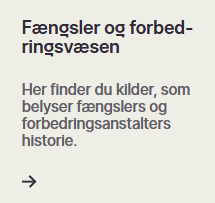 Fængsler og forbed-
ringsvæsen
Her finder du kilder, som
belyser fængslers og
forbedringsanstalters
historie.